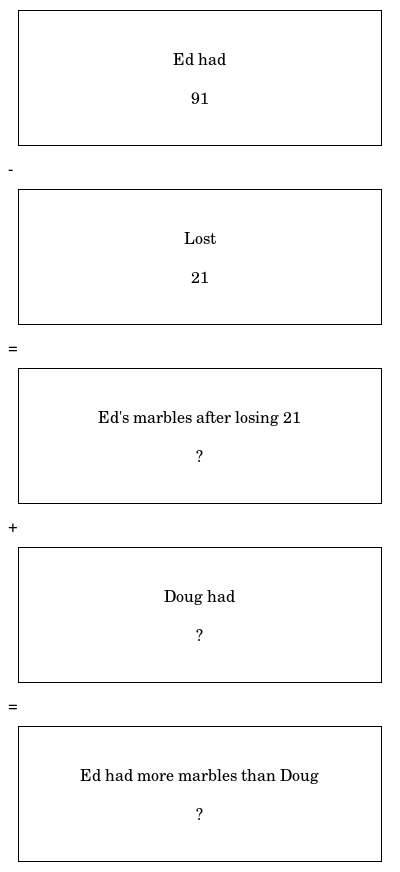 Ed had
91
-
Lost
21
=
Ed's marbles after losing 21
?
+
Doug had
?
=
Ed had more marbles than Doug
?